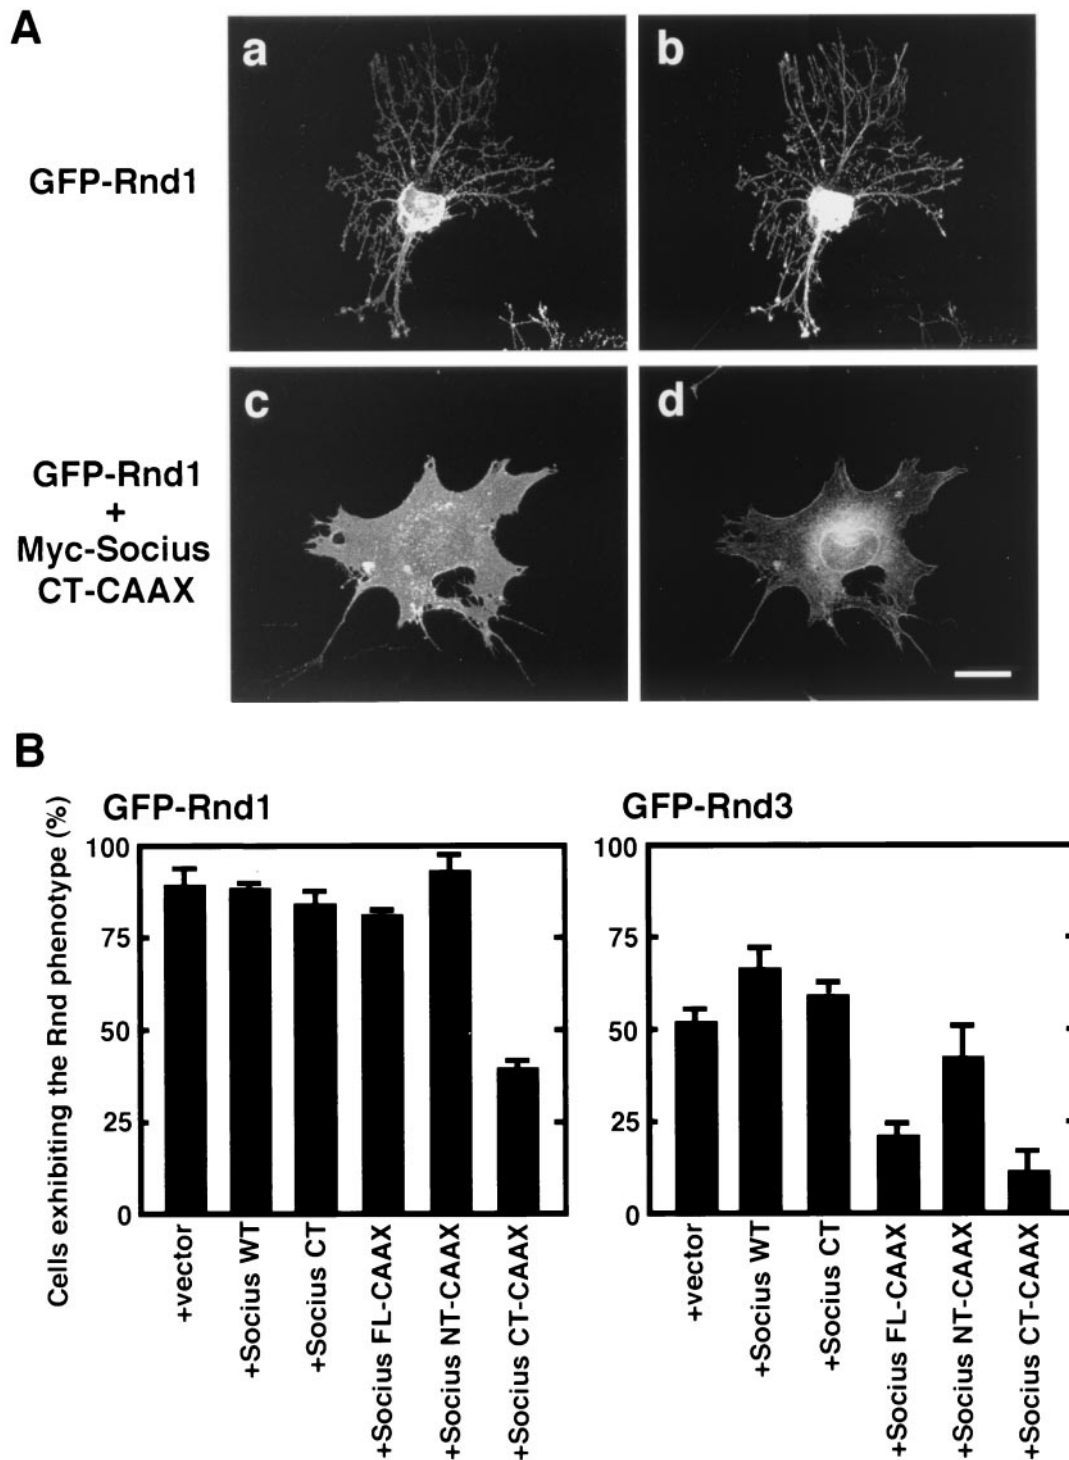 A
a
b
GFP-Rnd1
c
d
GFP-Rnd1
+
Myc-Socius
CT-CAAX
B
GFP-Rnd1
GFP-Rnd3
Cells exhibiting the Rnd phenotype (%)
100
75
50
25
0
100
75
50
25
0
+vector
+Socius WT
+Socius CT
+Socius FL-CAAX
+Socius NT-CAAX
+Socius CT-CAAX
+vector
+Socius WT
+Socius CT
+Socius FL-CAAX
+Socius NT-CAAX
+Socius CT-CAAX